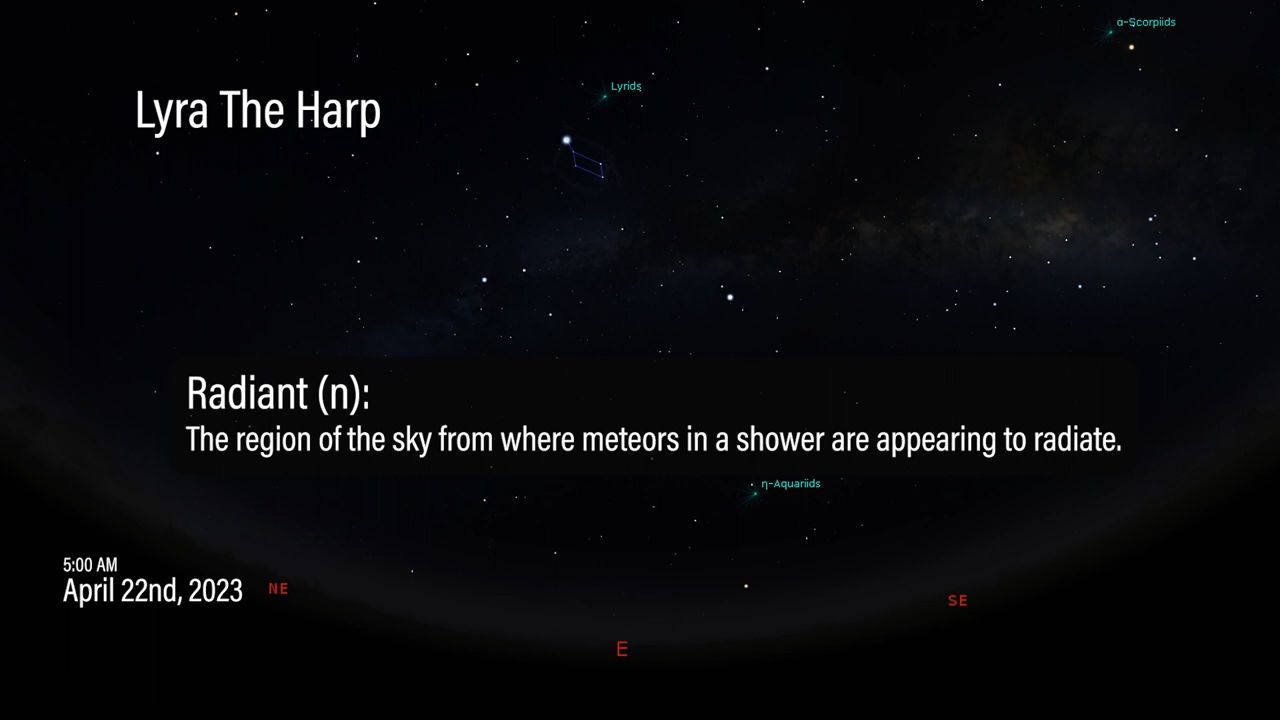 α-Scorpiids
Lyrids
Lyra The Harp
Radiant (n):
The region of the sky from where meteors in a shower are appearing to radiate.
η-Aquariids
5:00 AM
April 22nd, 2023
NE
SE
E